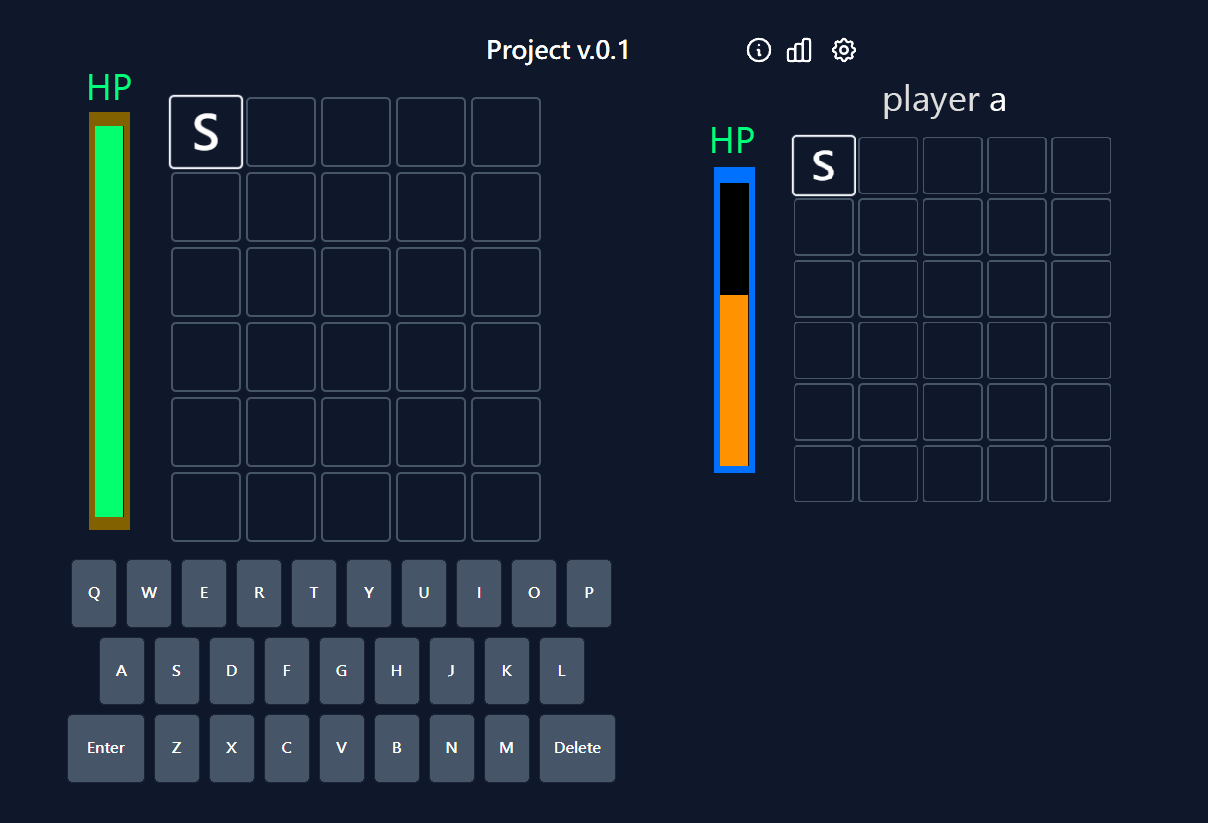 Project v.0.1
HP
S
player a
HP
S
Q W E R T Y U I O P
A S D F G H J K L
Enter Z X C V B N M Delete